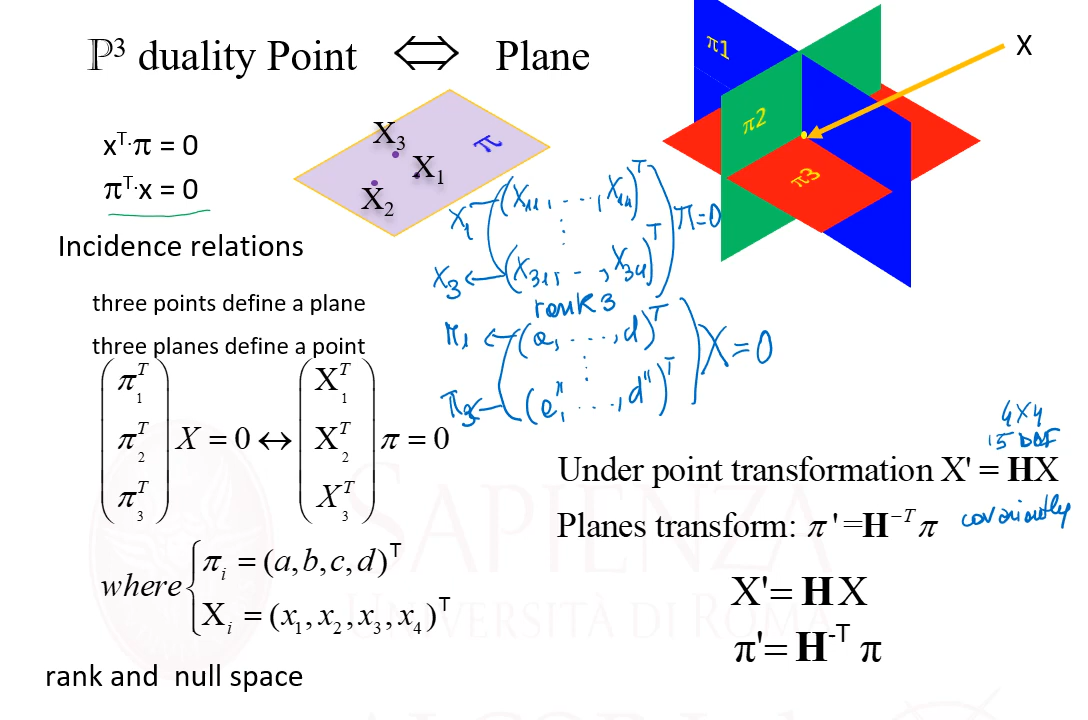 ℙ³ duality Point ⟺ Plane
xᵀ·π = 0
πᵀ·x = 0
Incidence relations
three points define a plane
three planes define a point
(π₁ᵀ
π₂ᵀ
π₃ᵀ) X = 0 ↔ (X₁ᵀ
X₂ᵀ
X₃ᵀ) π = 0
where { πᵢ = (a, b, c, d)ᵀ
Xᵢ = (x₁, x₂, x₃, x₄)ᵀ
rank and null space
X₃
X₁
X₂
π
π1
π2
π3
X
X₁ ← (X₁₁, . . . , X₁₄)ᵀ
⋮
X₃ ← (X₃₁, . . , X₃₄)ᵀ
π = 0
rank 3
π₁ ← (a, . . . , d)ᵀ
⋮
π₃ ← (a", . . . , d")ᵀ
X = 0
4x4
15 DOF
Under point transformation X' = HX
Planes transform: π' = H⁻ᵀ π
covariantly
X' = H X
π' = H⁻ᵀ π
SAPIENZA
UNIVERSITÀ DI ROMA